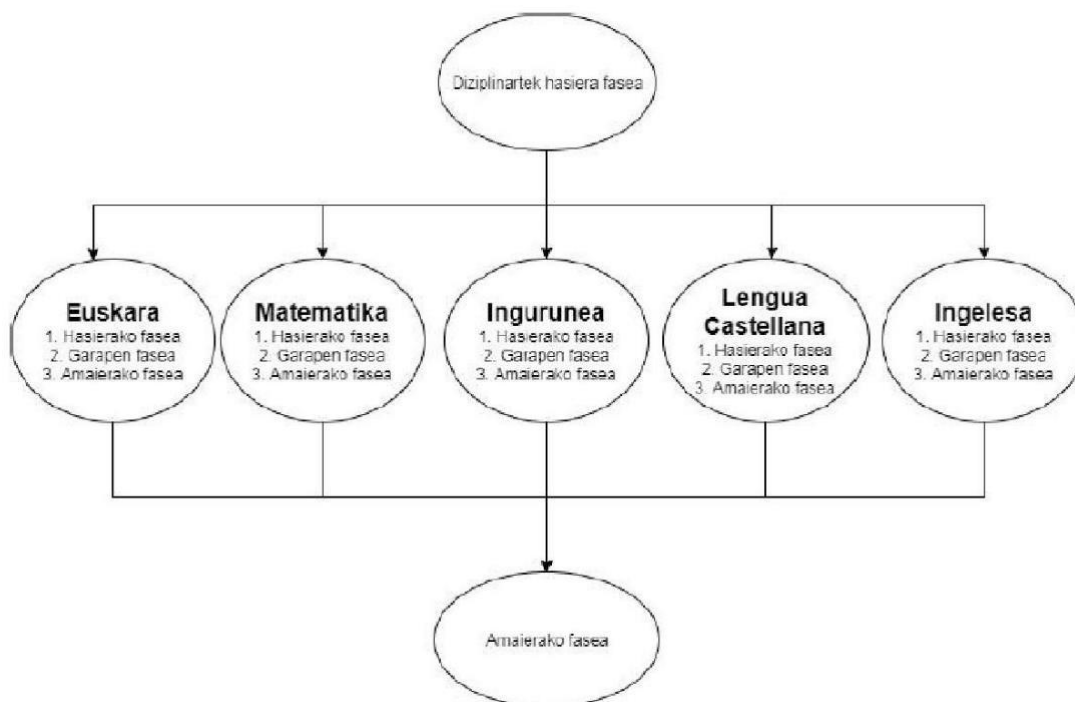 Diziplinartek hasiera fasea
Euskara
1. Hasierako fasea
2. Garapen fasea
3. Amaierako fasea
Matematika
1. Hasierako fasea
2. Garapen fasea
3. Amaierako fasea
Ingurunea
1. Hasierako fasea
2. Garapen fasea
3. Amaierako fasea
Lengua
Castellana
1. Hasierako fasea
2. Garapen fasea
3. Amaierako fasea
Ingelesa
1. Hasierako fasea
2. Garapen fasea
3. Amaierako fasea
Amaierako fasea